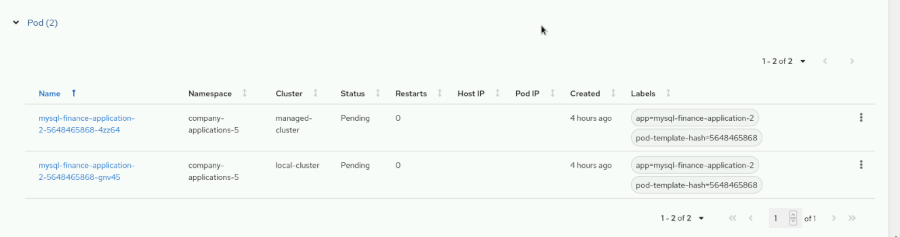 Pod (2)
1 - 2 of 2
Name Namespace Cluster Status Restarts Host IP Pod IP Created Labels
mysql-finance-application-
2-5648465868-4zz64
company-
applications-5
managed-
cluster
Pending
0
4 hours ago
app=mysql-finance-application-2
pod-template-hash=5648465868
mysql-finance-application-
2-5648465868-gnv45
company-
applications-5
local-cluster
Pending
0
4 hours ago
app=mysql-finance-application-2
pod-template-hash=5648465868
1 - 2 of 2
1 of 1